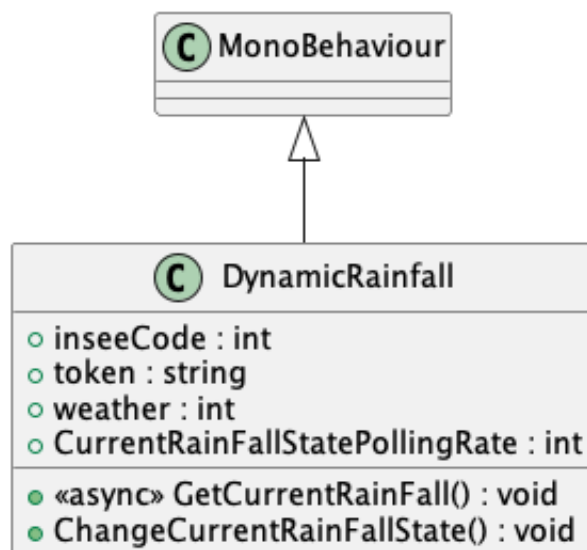 C MonoBehaviour
C DynamicRainfall
inseeCode : int
token : string
weather : int
CurrentRainFallStatePollingRate : int
«async» GetCurrentRainFall() : void
ChangeCurrentRainFallState() : void